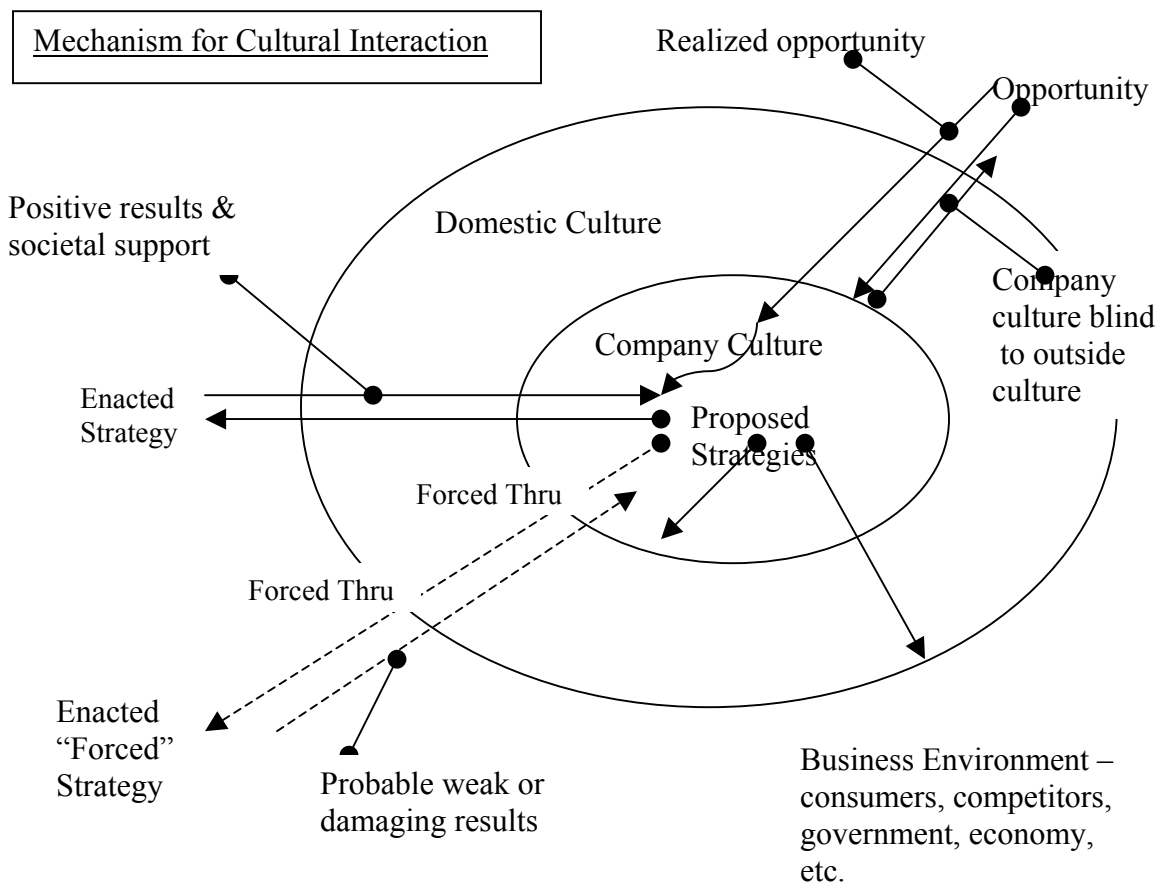 Mechanism for Cultural Interaction
Realized opportunity
Opportunity
Positive results &
societal support
Domestic Culture
Company
culture blind
to outside
culture
Company Culture
Enacted
Strategy
Proposed
Strategies
Forced Thru
Forced Thru
Enacted
“Forced”
Strategy
Probable weak or
damaging results
Business Environment –
consumers, competitors,
government, economy,
etc.